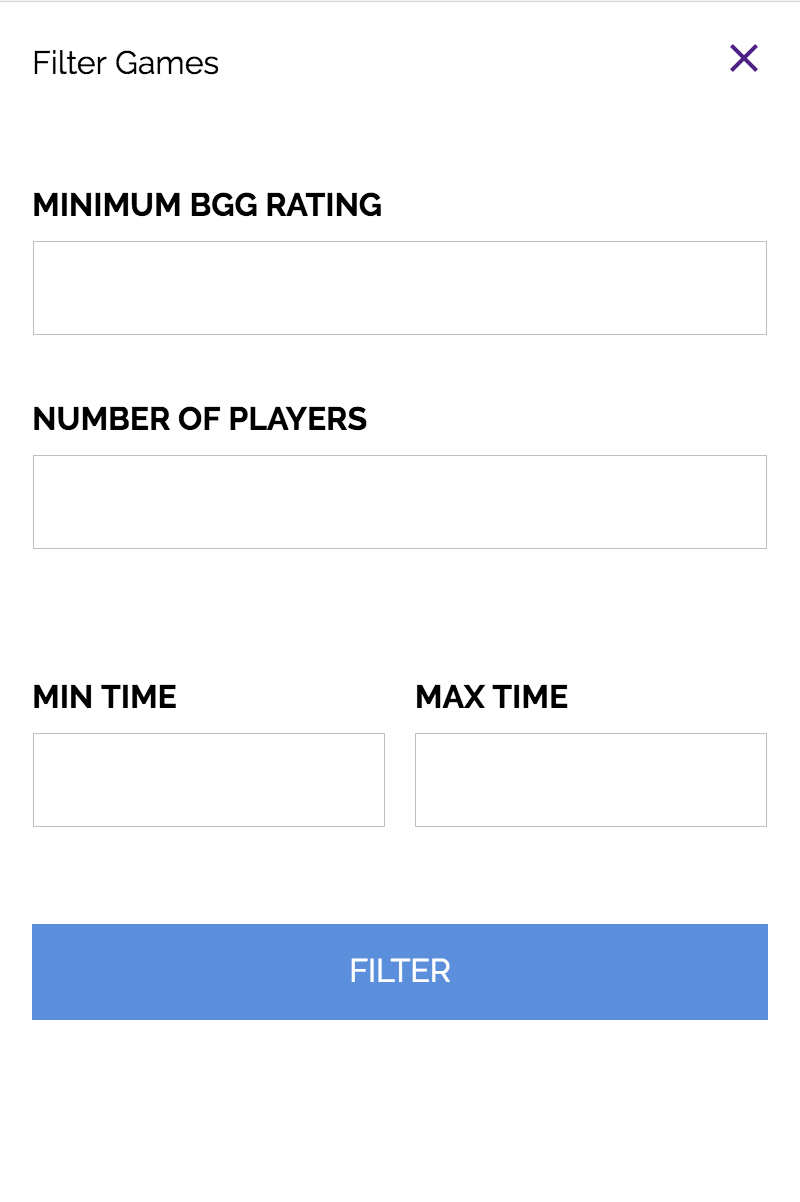 Filter Games
MINIMUM BGG RATING
NUMBER OF PLAYERS
MIN TIME
MAX TIME
FILTER